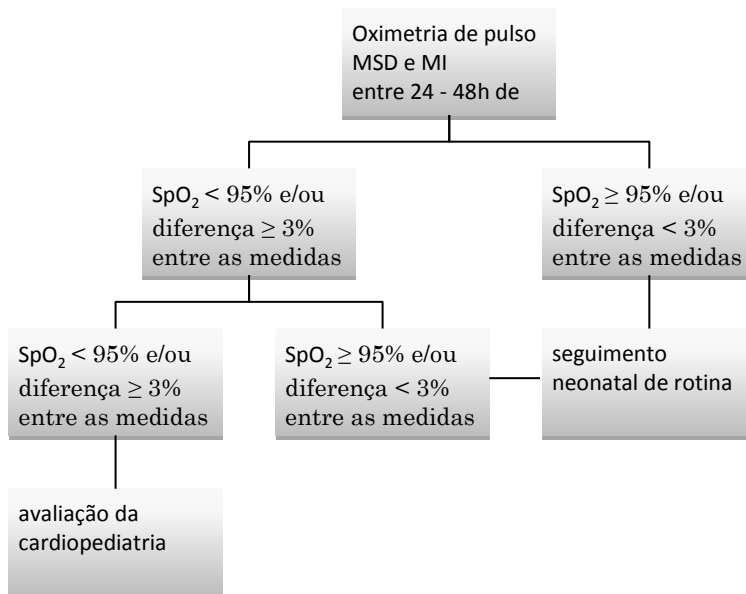 Oximetria de pulso
MSD e MI
entre 24 - 48h de
SpO₂ < 95% e/ou
diferença ≥ 3%
entre as medidas
SpO₂ ≥ 95% e/ou
diferença < 3%
entre as medidas
SpO₂ < 95% e/ou
diferença ≥ 3%
entre as medidas
SpO₂ ≥ 95% e/ou
diferença < 3%
entre as medidas
seguimento
neonatal de rotina
avaliação da
cardiopediatria